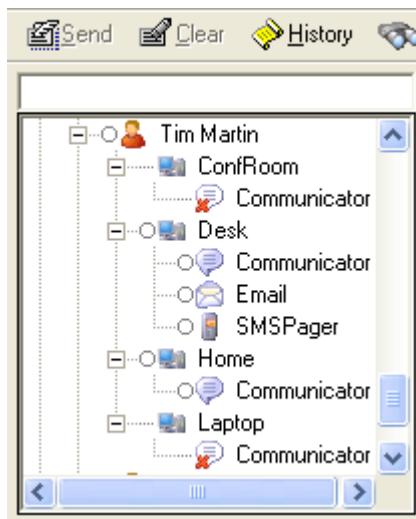 Send Clear History
Tim Martin
ConfRoom
Communicator
Desk
Communicator
Email
SMSPager
Home
Communicator
Laptop
Communicator